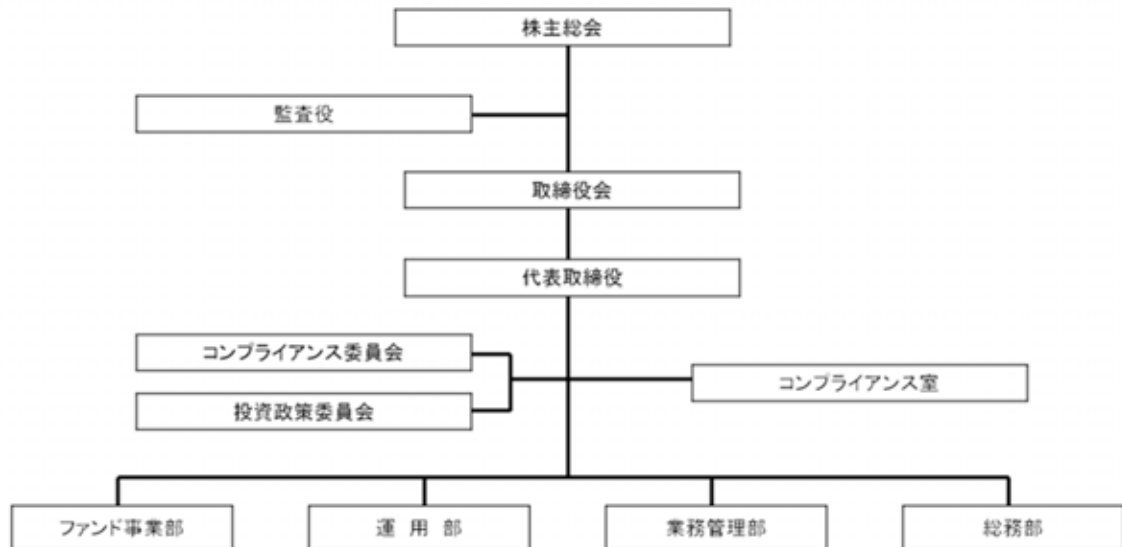 株主総会
監査役
取締役会
代表取締役
コンプライアンス委員会
コンプライアンス室
投資政策委員会
ファンド事業部
運 用 部
業務管理部
総務部